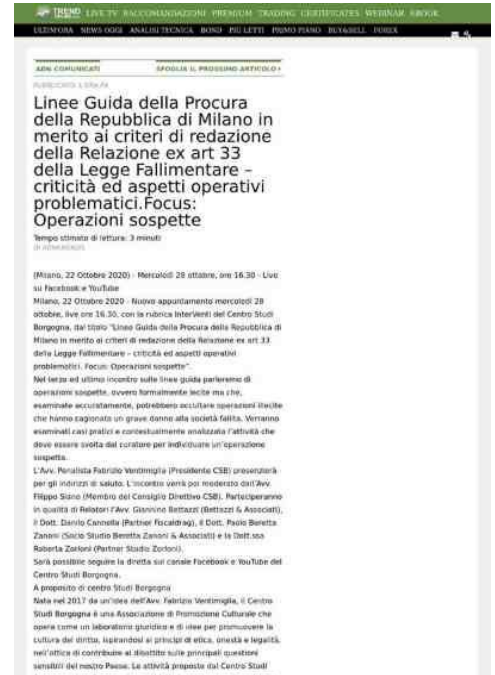 TREND
LIVE TV RACCOMANDAZIONI PREMIUM TRADING CERTIFICATES WEBINAR EBOOK
ULTIM'ORA NEWS OGGI ANALISI TECNICA BOND PIÙ LETTI PRIMO PIANO BUY&SELL FOREX
ADN COMUNICATI
SFOGLIA IL PROSSIMO ARTICOLO
Linee Guida della Procura
della Repubblica di Milano in
merito ai criteri di redazione
della Relazione ex art 33
della Legge Fallimentare –
criticità ed aspetti operativi
problematici.Focus:
Operazioni sospette
Tempo stimato di lettura: 3 minuti
(Milano, 22 Ottobre 2020) - Mercoledì 28 ottobre, ore 16.30 - Live
su Facebook e YouTube
Milano, 22 Ottobre 2020 - Nuovo appuntamento mercoledì 28
ottobre, live ore 16.30, con la rubrica InterVenti del Centro Studi
Borgogna, dal titolo "Linee Guida della Procura della Repubblica di
Milano in merito ai criteri di redazione della Relazione ex art 33
della Legge Fallimentare – criticità ed aspetti operativi
problematici. Focus: Operazioni sospette".
Nel terzo ed ultimo incontro sulle linee guida parleremo di
operazioni sospette, ovvero formalmente lecite ma che,
esaminate accuratamente, potrebbero occultare operazioni illecite
che hanno cagionato un grave danno alla società fallita. Verranno
esaminati casi pratici e contestualmente analizzata l'attività che
deve essere svolta dal curatore per individuare un'operazione
sospetta.
L'Avv. Penalista Fabrizio Ventimiglia (Presidente CSB) presenzierà
per gli indirizzi di saluto. L'incontro verrà poi moderato dall'Avv.
Filippo Siano (Membro del Consiglio Direttivo CSB). Parteciperanno
in qualità di Relatori l'Avv. Giannino Bettazzi (Bettazzi & Associati),
il Dott. Danilo Cannella (Partner Fiscaldrag), il Dott. Paolo Beretta
Zanoni (Socio Studio Beretta Zanoni & Associati) e la Dott.ssa
Roberta Zorloni (Partner Studio Zorloni).
Sarà possibile seguire la diretta sul canale Facebook e YouTube del
Centro Studi Borgogna.
A proposito di centro Studi Borgogna
Nata nel 2017 da un'idea dell'Avv. Fabrizio Ventimiglia, il Centro
Studi Borgogna è una Associazione di Promozione Culturale che
opera come un laboratorio giuridico e di idee per promuovere la
cultura del diritto, ispirandosi ai principi di etica, onestà e legalità,
nell'ottica di contribuire al dibattito sulle principali questioni
sensibili del nostro Paese. Le attività proposte dal Centro Studi